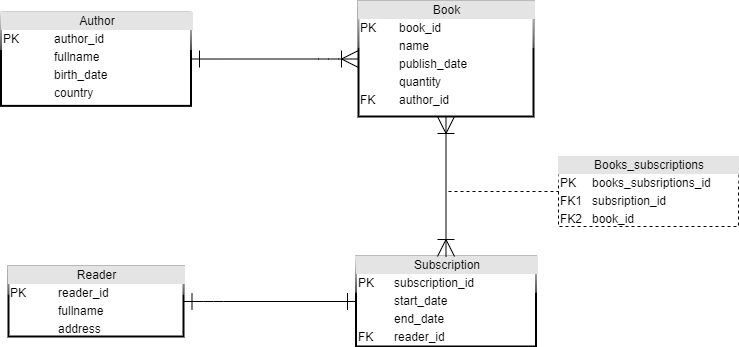 Author
PK author_id
fullname
birth_date
country
Book
PK book_id
name
publish_date
quantity
FK author_id
Books_subscriptions
PK books_subsriptions_id
FK1 subsription_id
FK2 book_id
Reader
PK reader_id
fullname
address
Subscription
PK subscription_id
start_date
end_date
FK reader_id